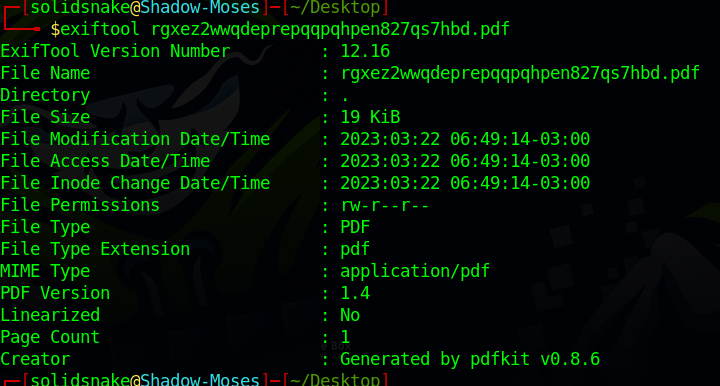 ┌─[solidsnake@Shadow-Moses]─[~/Desktop]
└──╼ $exiftool rgxez2wwqdeprepqqpqhpen827qs7hbd.pdf
ExifTool Version Number         : 12.16
File Name                       : rgxez2wwqdeprepqqpqhpen827qs7hbd.pdf
Directory                       : .
File Size                       : 19 KiB
File Modification Date/Time     : 2023:03:22 06:49:14-03:00
File Access Date/Time           : 2023:03:22 06:49:14-03:00
File Inode Change Date/Time     : 2023:03:22 06:49:14-03:00
File Permissions                : rw-r--r--
File Type                       : PDF
File Type Extension             : pdf
MIME Type                       : application/pdf
PDF Version                     : 1.4
Linearized                      : No
Page Count                      : 1
Creator                         : Generated by pdfkit v0.8.6
┌─[solidsnake@Shadow-Moses]─[~/Desktop]